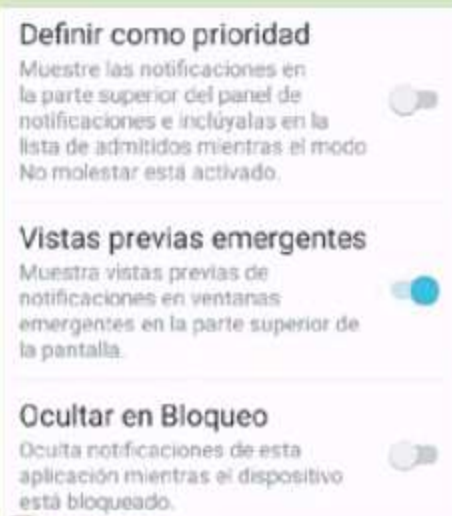 Definir como prioridad
Muestre las notificaciones en
la parte superior del panel de
notificaciones e inclúyalas en la
lista de admitidos mientras el modo
No molestar está activado.
Vistas previas emergentes
Muestra vistas previas de
notificaciones en ventanas
emergentes en la parte superior de
la pantalla.
Ocultar en Bloqueo
Oculta notificaciones de esta
aplicación mientras el dispositivo
está bloqueado.